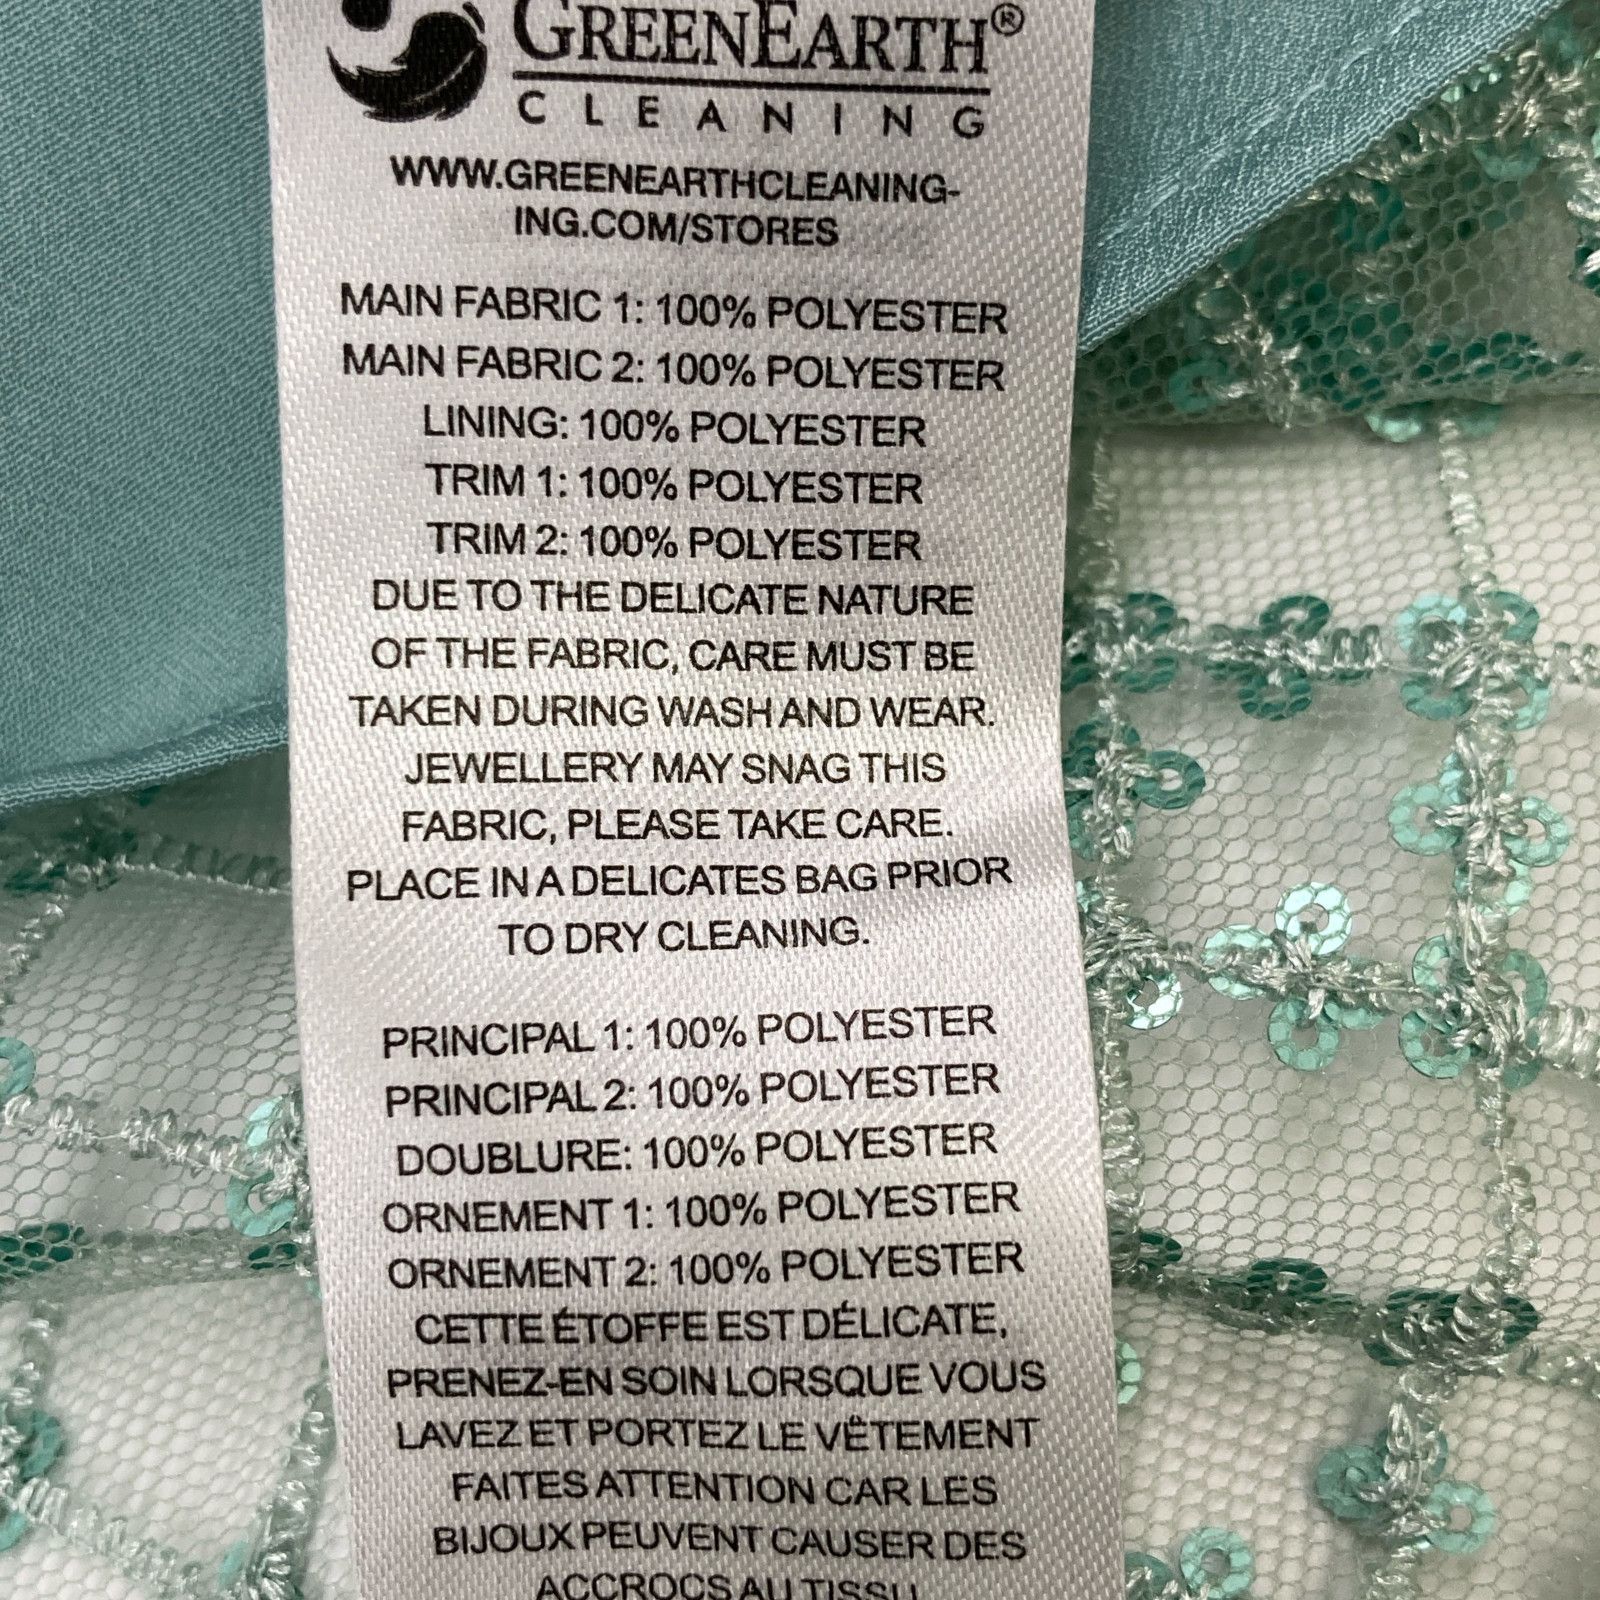 GREENEARTH®
CLEANING
WWW.GREENEARTHCLEANING-
ING.COM/STORES
MAIN FABRIC 1: 100% POLYESTER
MAIN FABRIC 2: 100% POLYESTER
LINING: 100% POLYESTER
TRIM 1: 100% POLYESTER
TRIM 2: 100% POLYESTER
DUE TO THE DELICATE NATURE
OF THE FABRIC, CARE MUST BE
TAKEN DURING WASH AND WEAR.
JEWELLERY MAY SNAG THIS
FABRIC, PLEASE TAKE CARE.
PLACE IN A DELICATES BAG PRIOR
TO DRY CLEANING.
PRINCIPAL 1: 100% POLYESTER
PRINCIPAL 2: 100% POLYESTER
DOUBLURE: 100% POLYESTER
ORNEMENT 1: 100% POLYESTER
ORNEMENT 2: 100% POLYESTER
CETTE ÉTOFFE EST DÉLICATE,
PRENEZ-EN SOIN LORSQUE VOUS
LAVEZ ET PORTEZ LE VÊTEMENT
FAITES ATTENTION CAR LES
BIJOUX PEUVENT CAUSER DES
ACCROCS AU TISSU